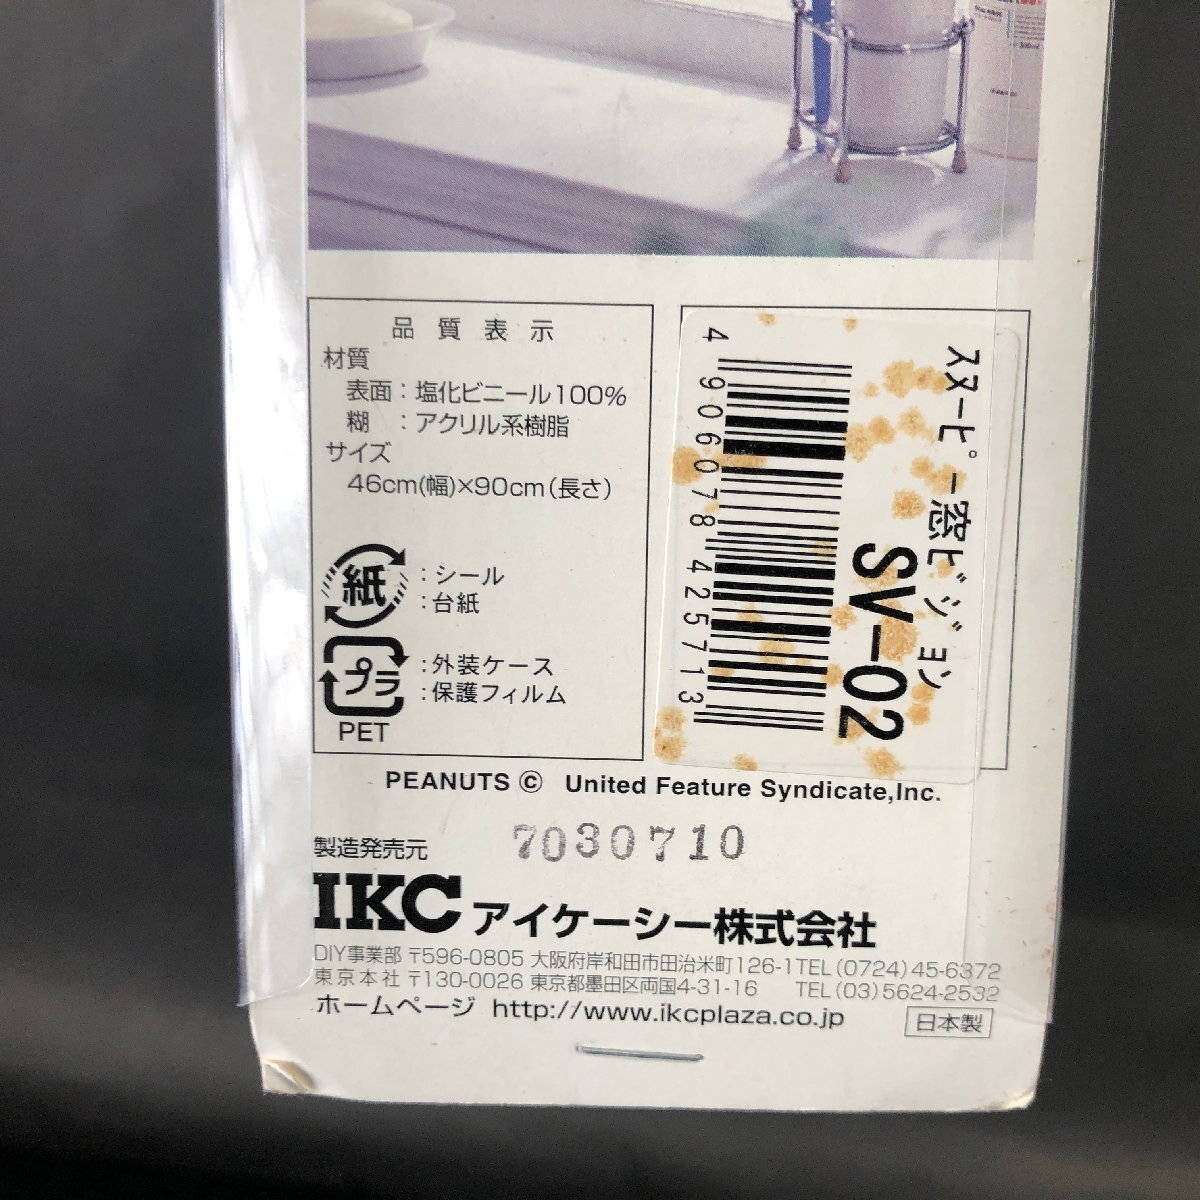 品質表示
材質
表面：塩化ビニール100%
糊　：アクリル系樹脂
サイズ
46cm(幅)×90cm(長さ)
紙
：シール
：台紙
プラ
：外装ケース
：保護フィルム
PET
スヌーピー窓ビジョン
SV-02
4906078425713
PEANUTS © United Feature Syndicate,Inc.
製造発売元
7030710
IKC アイケーシー株式会社
DIY事業部 〒596-0805 大阪府岸和田市田治米町126-1 TEL(0724)45-6372
東京本社 〒130-0026 東京都墨田区両国4-31-16 TEL(03)5624-2532
ホームページ http://www.ikcplaza.co.jp
日本製